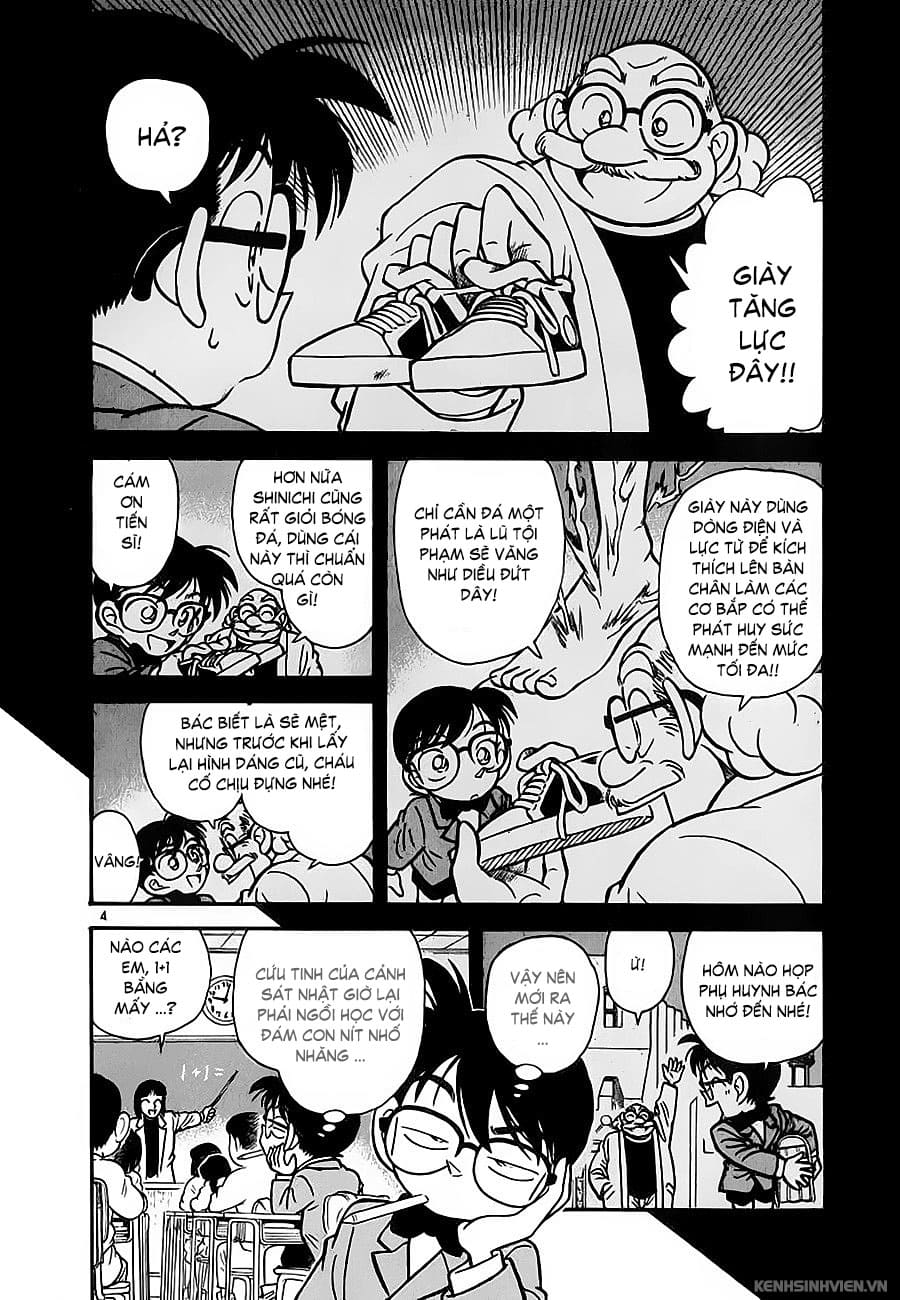 GIÀY
TĂNG
LỰC
ĐÂY!!
HẢ?
GIÀY NÀY DÙNG
DÒNG ĐIỆN VÀ
LỰC TỪ ĐỂ KÍCH
THÍCH LÊN BÀN
CHÂN LÀM CÁC
CƠ BẮP CÓ THỂ
PHÁT HUY SỨC
MẠNH ĐẾN MỨC
TỐI ĐA!!
CHỈ CẦN ĐÁ MỘT
PHÁT LÀ LŨ TỘI
PHẠM SẼ VĂNG
NHƯ DIỀU ĐỨT
DÂY!
HƠN NỮA
SHINICHI CŨNG
RẤT GIỎI BÓNG
ĐÁ, DÙNG CÁI
NÀY THÌ CHUẨN
QUÁ CÒN
GÌ!
CÁM
ƠN
TIẾN
SĨ!
BÁC BIẾT LÀ SẼ MỆT,
NHƯNG TRƯỚC KHI LẤY
LẠI HÌNH DÁNG CŨ, CHÁU
CỐ CHỊU ĐỰNG NHÉ!
VÂNG!
4
HÔM NÀO HỌP
PHỤ HUYNH BÁC
NHỚ ĐẾN NHÉ!
Ừ!
VẬY NÊN
MỚI RA
THẾ NÀY
...
CỨU TINH CỦA CẢNH
SÁT NHẬT GIỜ LẠI
PHẢI NGỒI HỌC VỚI
ĐÁM CON NÍT NHỐ
NHĂNG ...
NÀO CÁC
EM, 1+1
BẰNG
MẤY ...?
1+1=
KENHSINHVIEN.VN